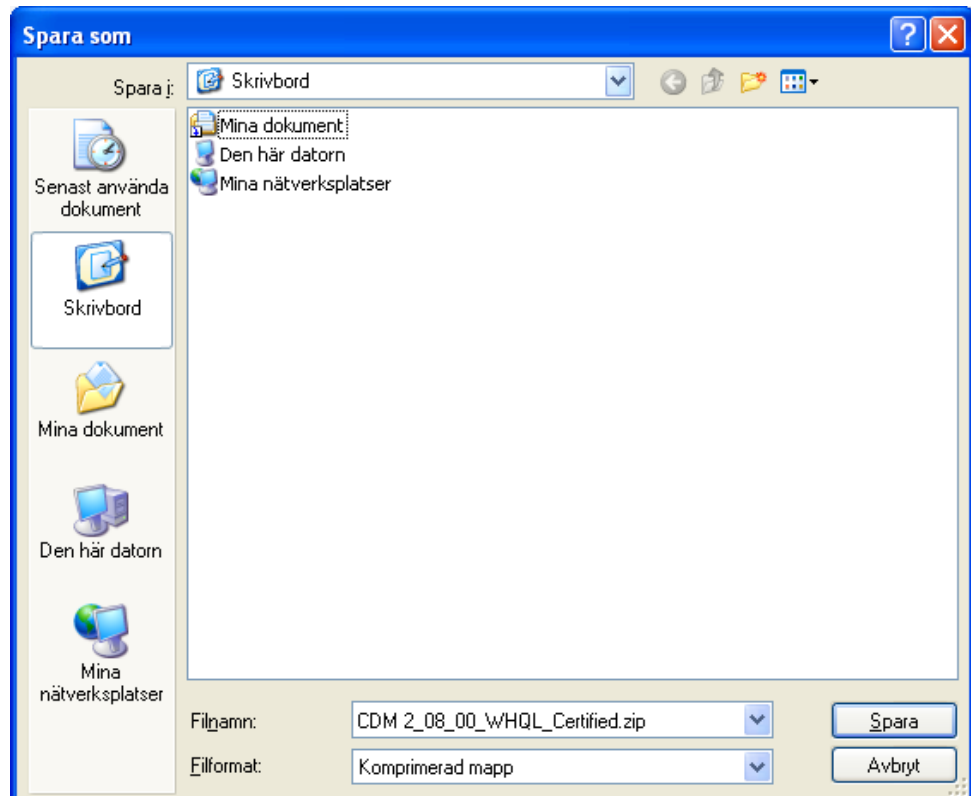 Spara som
Spara i:
Skrivbord
Senast använda
dokument
Skrivbord
Mina dokument
Den här datorn
Mina
nätverksplatser
Mina dokument
Den här datorn
Mina nätverksplatser
Filnamn:
CDM 2_08_00_WHQL_Certified.zip
Spara
Filformat:
Komprimerad mapp
Avbryt